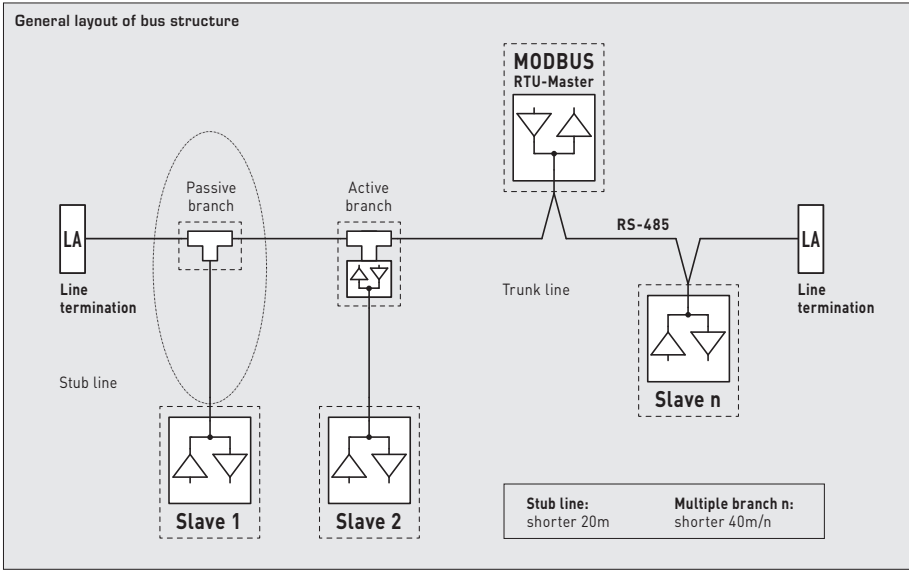 General layout of bus structure
MODBUS
RTU-Master
Passive
branch
Active
branch
LA
RS-485
LA
Line
termination
Trunk line
Line
termination
Stub line
Slave n
Slave 1
Slave 2
Stub line:
shorter 20m
Multiple branch n:
shorter 40m/n